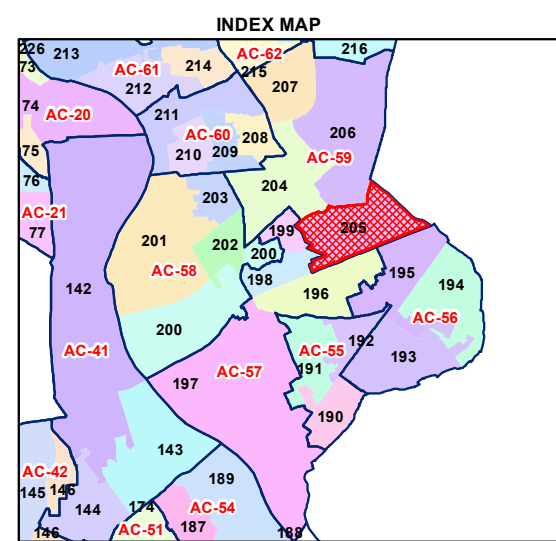 INDEX MAP
226 213 AC-62 216
73 AC-61 214 215
212 207
74 211
AC-20 AC-60 208 206
75 210 209 AC-59
76 203 204
AC-21 205
77 201 202 199
AC-58 200 195
142 198 196 194
200 AC-56
AC-41 AC-57 AC-55 192 193
197 191
190
143
AC-42 189
145 146 174 AC-54
144 187
146 AC-51 188